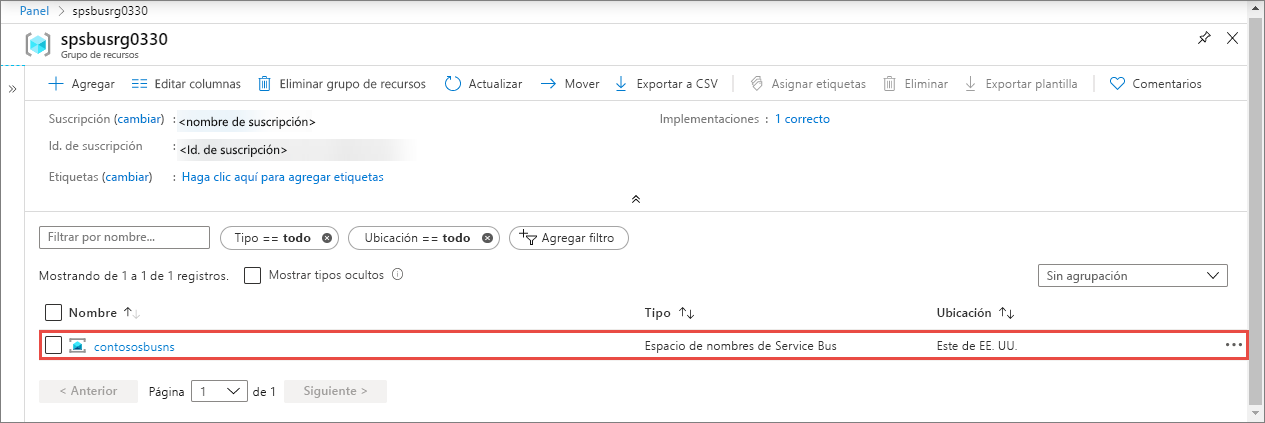 Panel > spsbusrg0330
spsbusrg0330
Grupo de recursos
» Agregar Editar columnas Eliminar grupo de recursos Actualizar Mover Exportar a CSV Asignar etiquetas Eliminar Exportar plantilla Comentarios
Suscripción (cambiar) : <nombre de suscripción> Implementaciones : 1 correcto
Id. de suscripción : <Id. de suscripción>
Etiquetas (cambiar) : Haga clic aquí para agregar etiquetas
Filtrar por nombre... Tipo == todo Ubicación == todo Agregar filtro
Mostrando de 1 a 1 de 1 registros. Mostrar tipos ocultos Sin agrupación
Nombre Tipo Ubicación
contososbusns Espacio de nombres de Service Bus Este de EE. UU. ...
< Anterior Página 1 de 1 Siguiente >